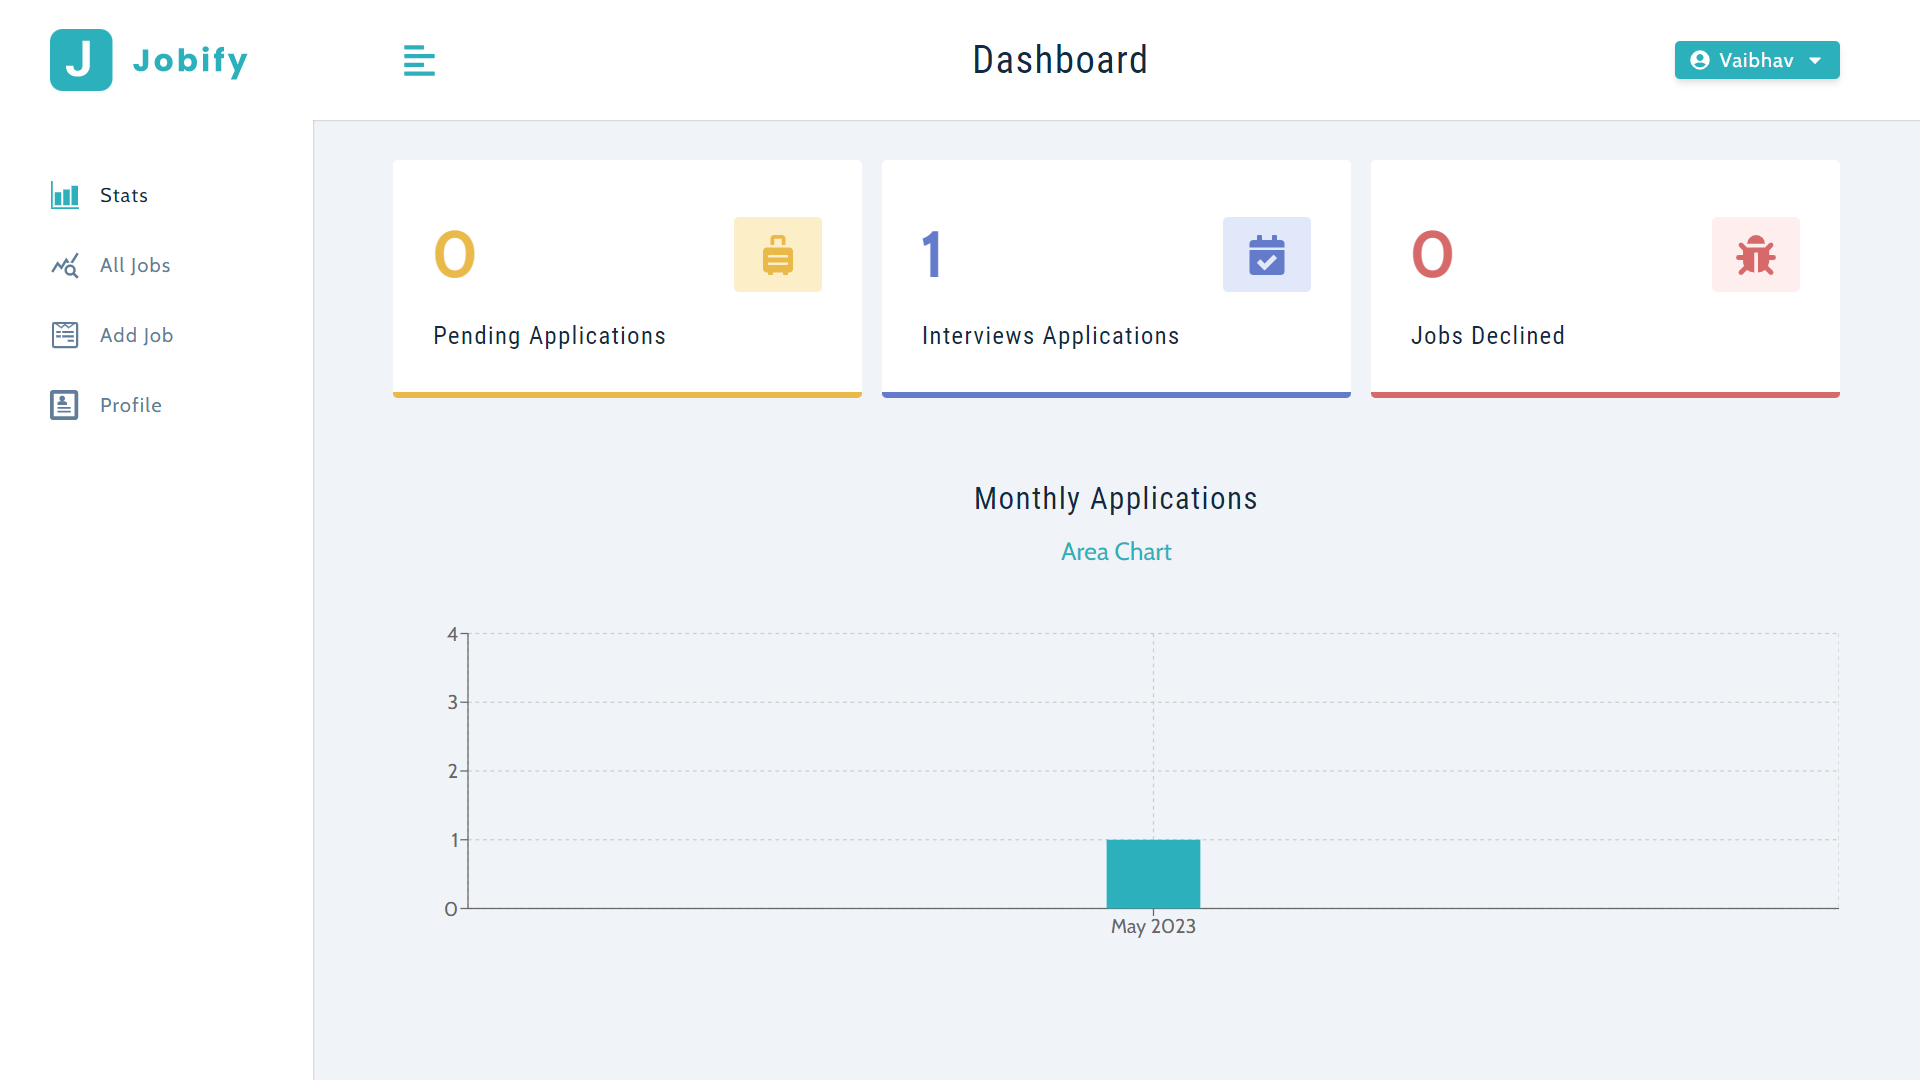 J Jobify
Dashboard
Vaibhav
Stats
All Jobs
Add Job
Profile
0
Pending Applications
1
Interviews Applications
0
Jobs Declined
Monthly Applications
Area Chart
4
3
2
1
0
May 2023